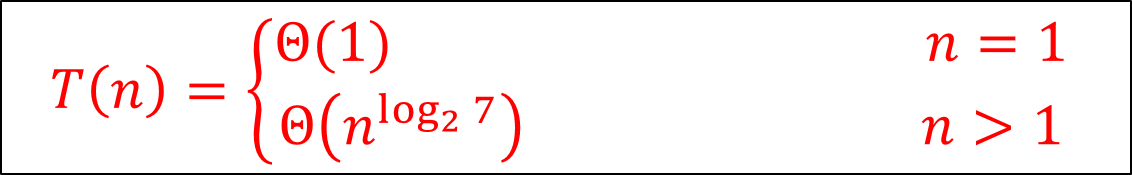 T(n) = {Θ(1) n = 1
Θ(n^{log₂ 7}) n > 1